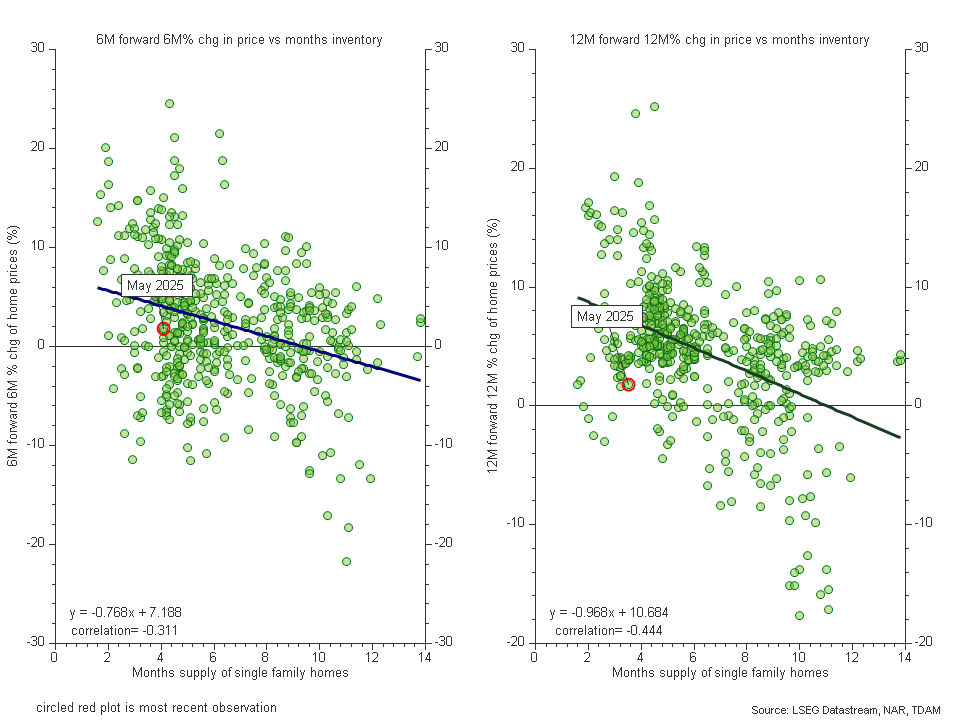 6M forward 6M% chg in price vs months inventory
30
30
20
20
10
10
0
0
-10
-10
-20
-20
-30
-30
6M forward 6M % chg of home prices (%)
May 2025
y = -0.768x + 7.188
correlation= -0.311
0 2 4 6 8 10 12 14
Months supply of single family homes
12M forward 12M% chg in price vs months inventory
30
30
20
20
10
10
0
0
-10
-10
-20
-20
12M forward 12M % chg of home prices (%)
May 2025
y = -0.968x + 10.684
correlation= -0.444
0 2 4 6 8 10 12 14
Months supply of single family homes
circled red plot is most recent observation
Source: LSEG Datastream, NAR, TDAM